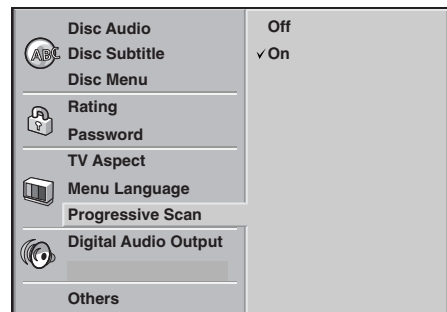 Disc Audio
Off
ABC Disc Subtitle
✓On
Disc Menu
Rating
Password
TV Aspect
Menu Language
Progressive Scan
Digital Audio Output
Others